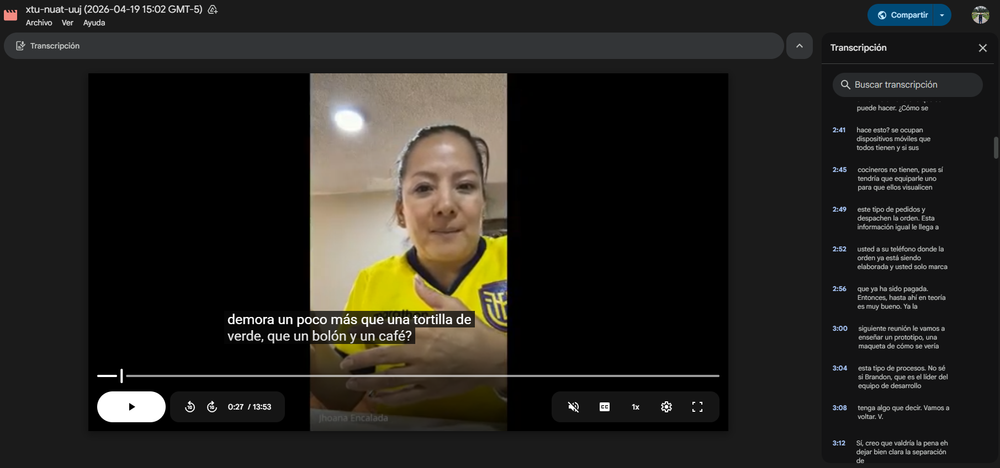 xtu-nuat-uuj (2026-04-19 15:02 GMT-5)
Archivo Ver Ayuda
Compartir
Transcripción
Transcripción
Buscar transcripción
puede hacer. ¿Cómo se
2:41 hace esto? se ocupan
dispositivos móviles que
todos tienen y si sus
2:45 cocineros no tienen, pues sí
tendría que equiparle uno
para que ellos visualicen
2:49 este tipo de pedidos y
despachen la orden. Esta
información igual le llega a
2:52 usted a su teléfono donde la
orden ya está siendo
elaborada y usted solo marca
2:56 que ya ha sido pagada.
Entonces, hasta ahí en teoría
es muy bueno. Ya la
3:00 siguiente reunión le vamos a
enseñar un prototipo, una
maqueta de cómo se vería
3:04 esta tipo de procesos. No sé
si Brandon, que es el líder del
equipo de desarrollo
3:08 tenga algo que decir. Vamos a
voltar. V.
3:12 Sí, creo que valdría la pena eh
dejar bien clara la separación
de
marathon
demora un poco más que una tortilla de
verde, que un bolón y un café?
10 10 0:27 / 13:53
CC 1x
Jhoana Encalada